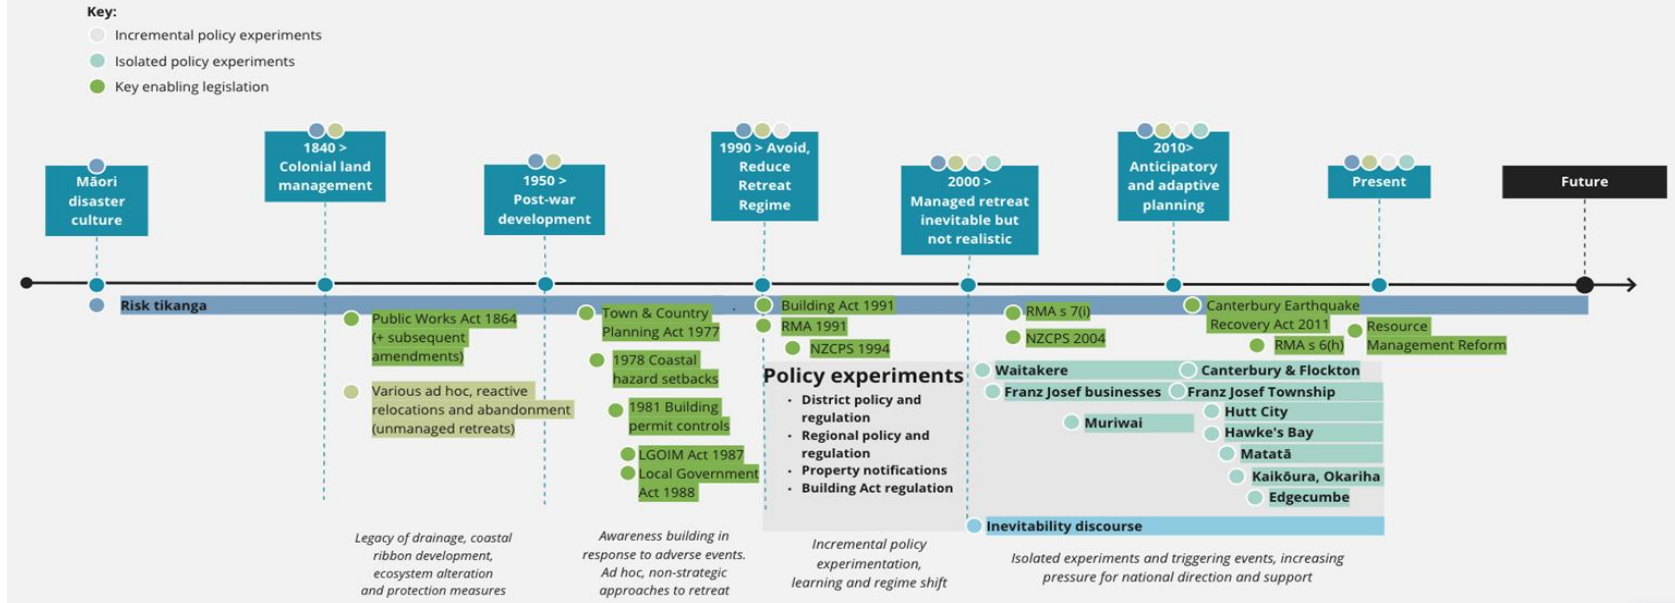 Key:
Incremental policy experiments
Isolated policy experiments
Key enabling legislation
Māori
disaster
culture
1840 >
Colonial land
management
1950 >
Post-war
development
1990 > Avoid,
Reduce
Retreat
Regime
2000 >
Managed retreat
inevitable but
not realistic
2010>
Anticipatory
and adaptive
planning
Present
Future
Risk tikanga
Public Works Act 1864
(+ subsequent
amendments)
Various ad hoc, reactive
relocations and abandonment
(unmanaged retreats)
Town & Country
Planning Act 1977
1978 Coastal
hazard setbacks
1981 Building
permit controls
LGOIM Act 1987
Local Government
Act 1988
Building Act 1991
RMA 1991
NZCPS 1994
Policy experiments
· District policy and
regulation
· Regional policy and
regulation
· Property notifications
· Building Act regulation
RMA s 7(i)
NZCPS 2004
Canterbury Earthquake
Recovery Act 2011
RMA s 6(h)
Resource
Management Reform
Waitakere
Canterbury & Flockton
Franz Josef businesses
Franz Josef Township
Muriwai
Hutt City
Hawke's Bay
Matatā
Kaikōura, Okariha
Edgecumbe
Inevitability discourse
Legacy of drainage, coastal
ribbon development,
ecosystem alteration
and protection measures
Awareness building in
response to adverse events.
Ad hoc, non-strategic
approaches to retreat
Incremental policy
experimentation,
learning and regime shift
Isolated experiments and triggering events, increasing
pressure for national direction and support